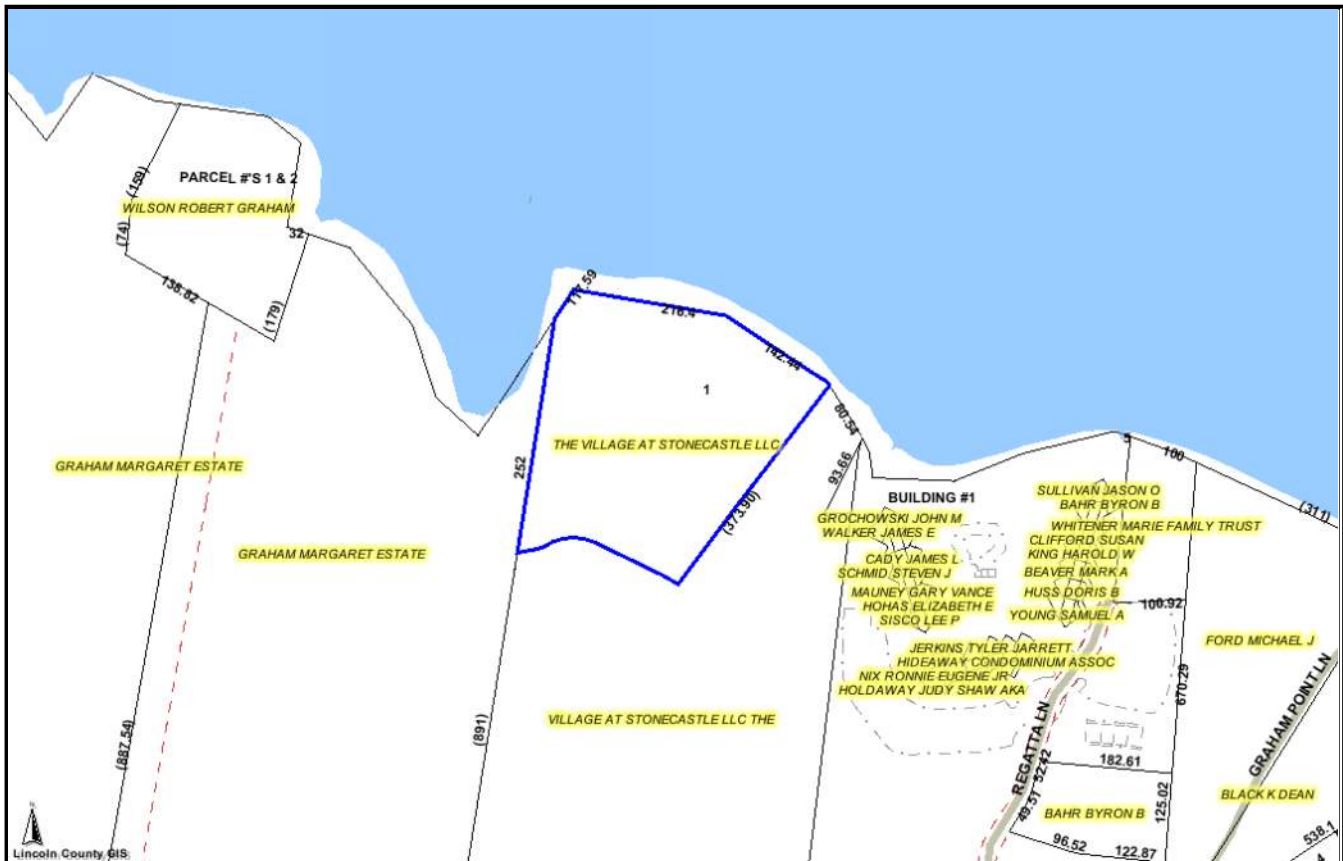 PARCEL #'S 1 & 2
(159)
WILSON ROBERT GRAHAM
(74)
32
138.82
(179)
117.59
216.4
142.44
1
80.54
THE VILLAGE AT STONECASTLE LLC
252
93.66
(373.90)
GRAHAM MARGARET ESTATE
GRAHAM MARGARET ESTATE
5
100
(311)
BUILDING #1
GROCHOWSKI JOHN M
WALKER JAMES E
CADY JAMES L
SCHMID STEVEN J
MAUNEY GARY VANCE
HOHAS ELIZABETH E
SISCO LEE P
SULLIVAN JASON O
BAHR BYRON B
WHITENER MARIE FAMILY TRUST
CLIFFORD SUSAN
KING HAROLD W
BEAVER MARK A
HUSS DORIS B
YOUNG SAMUEL A
100.92
JERKINS TYLER JARRETT
HIDEAWAY CONDOMINIUM ASSOC
NIX RONNIE EUGENE JR
HOLDAWAY JUDY SHAW AKA
FORD MICHAEL J
670.29
GRAHAM POINT LN
VILLAGE AT STONECASTLE LLC THE
(891)
(887.54)
REGATTA LN
52.42
49.51
182.61
125.02
BLACK K DEAN
BAHR BYRON B
96.52
122.87
538.1
4
N
Lincoln County GIS